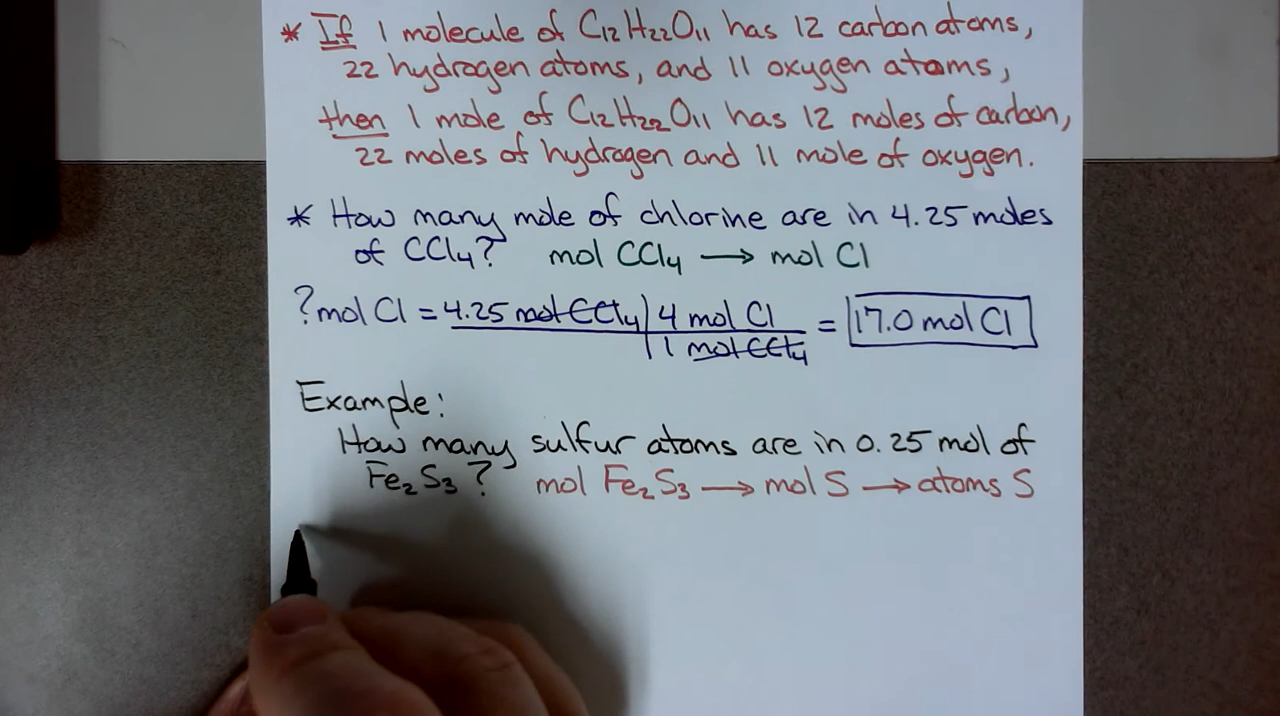 * If 1 molecule of C₁₂H₂₂O₁₁ has 12 carbon atoms,
22 hydrogen atoms, and 11 oxygen atoms,
then 1 mole of C₁₂H₂₂O₁₁ has 12 moles of carbon,
22 moles of hydrogen and 11 mole of oxygen.
* How many mole of chlorine are in 4.25 moles
of CCl₄? mol CCl₄ → mol Cl
? mol Cl = 4.25 mol CCl₄ | 4 mol Cl = 17.0 mol Cl
| 1 mol CCl₄
Example:
How many sulfur atoms are in 0.25 mol of
Fe₂S₃? mol Fe₂S₃ → mol S → atoms S